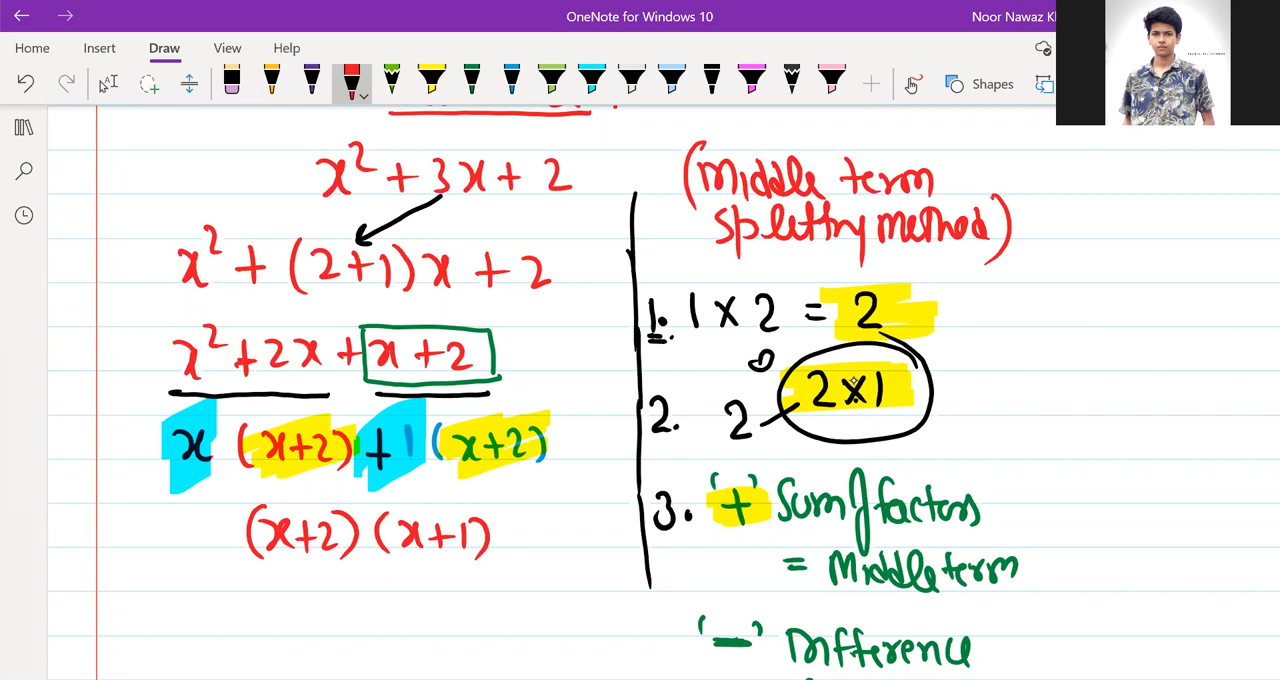 OneNote for Windows 10
Noor Nawaz Kh
Home Insert Draw View Help
Shapes
x² + 3x + 2
x² + (2+1)x + 2
x² + 2x + x + 2
x (x+2) + 1 (x+2)
(x+2) (x+1)
(Middle term
splettry method)
1. 1 × 2 = 2
2. 2 - 2×1
3. '+' Sum of factors
= Middle term
'-' Difference